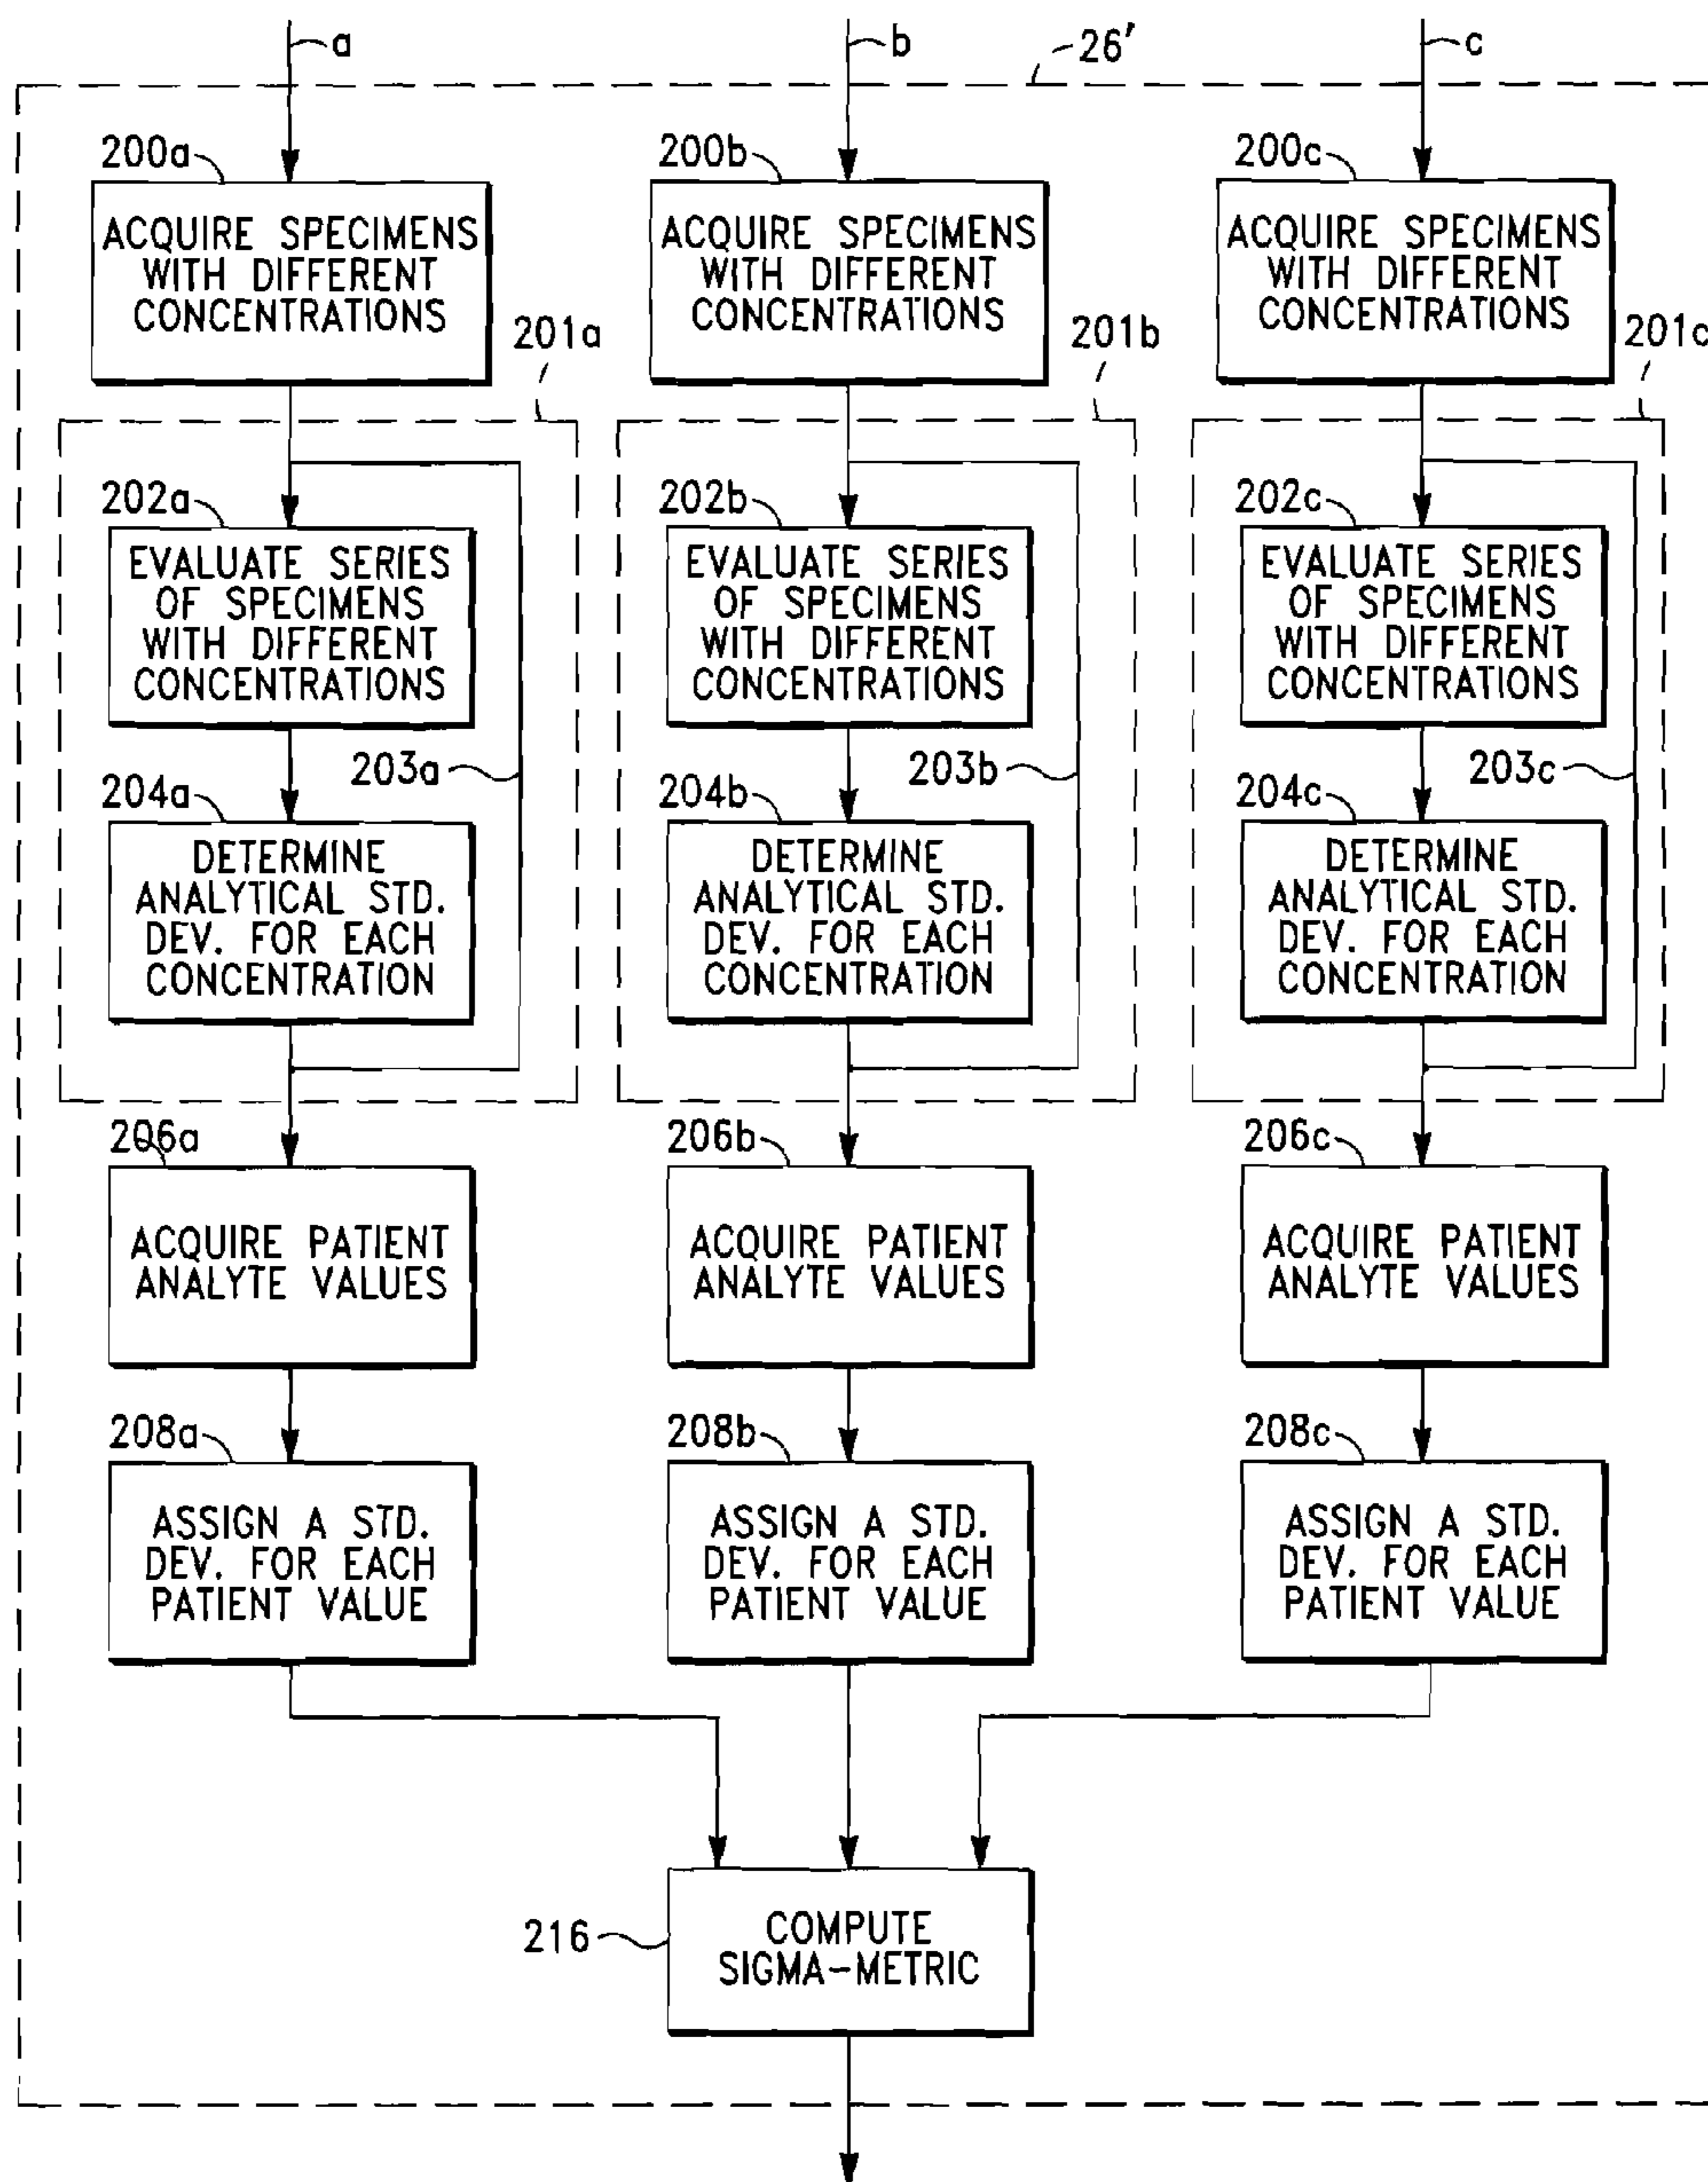 a
b
26'
c
200a
200b
200c
ACQUIRE SPECIMENS
WITH DIFFERENT
CONCENTRATIONS
ACQUIRE SPECIMENS
WITH DIFFERENT
CONCENTRATIONS
ACQUIRE SPECIMENS
WITH DIFFERENT
CONCENTRATIONS
201a
201b
201c
202a
202b
202c
EVALUATE SERIES
OF SPECIMENS
WITH DIFFERENT
CONCENTRATIONS
EVALUATE SERIES
OF SPECIMENS
WITH DIFFERENT
CONCENTRATIONS
EVALUATE SERIES
OF SPECIMENS
WITH DIFFERENT
CONCENTRATIONS
203a
203b
203c
204a
204b
204c
DETERMINE
ANALYTICAL STD.
DEV. FOR EACH
CONCENTRATION
DETERMINE
ANALYTICAL STD.
DEV. FOR EACH
CONCENTRATION
DETERMINE
ANALYTICAL STD.
DEV. FOR EACH
CONCENTRATION
206a
206b
206c
ACQUIRE PATIENT
ANALYTE VALUES
ACQUIRE PATIENT
ANALYTE VALUES
ACQUIRE PATIENT
ANALYTE VALUES
208a
208b
208c
ASSIGN A STD.
DEV. FOR EACH
PATIENT VALUE
ASSIGN A STD.
DEV. FOR EACH
PATIENT VALUE
ASSIGN A STD.
DEV. FOR EACH
PATIENT VALUE
216
COMPUTE
SIGMA-METRIC